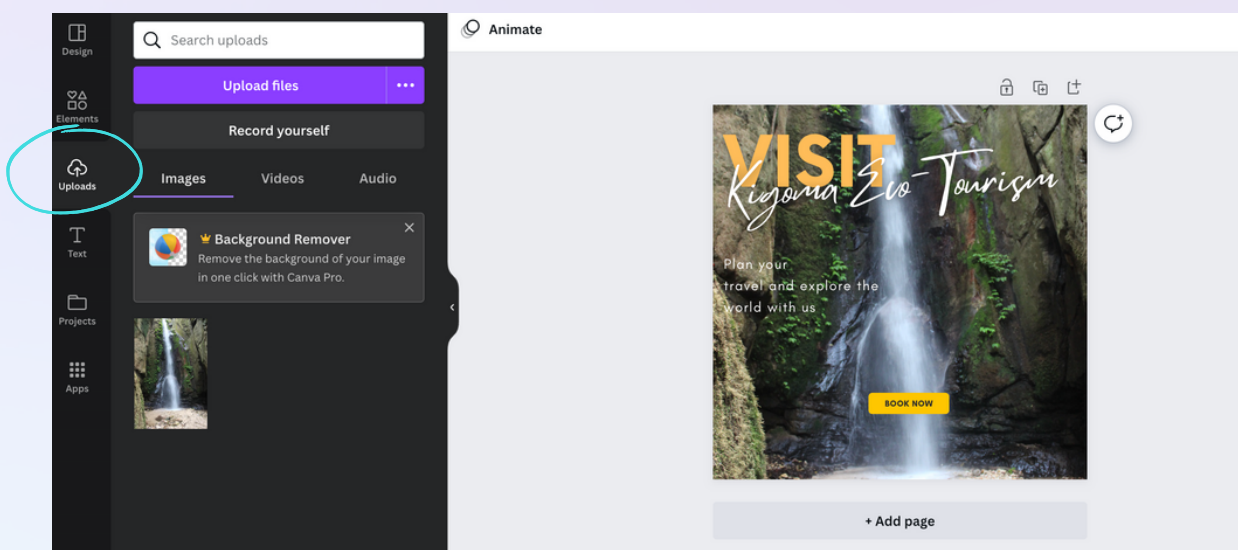 Design
Elements
Uploads
Text
Projects
Apps
Search uploads
Upload files
Record yourself
Images Videos Audio
Background Remover
Remove the background of your image
in one click with Canva Pro.
Animate
VISIT
Kigoma Eco-Tourism
Plan your
travel and explore the
world with us
BOOK NOW
+ Add page